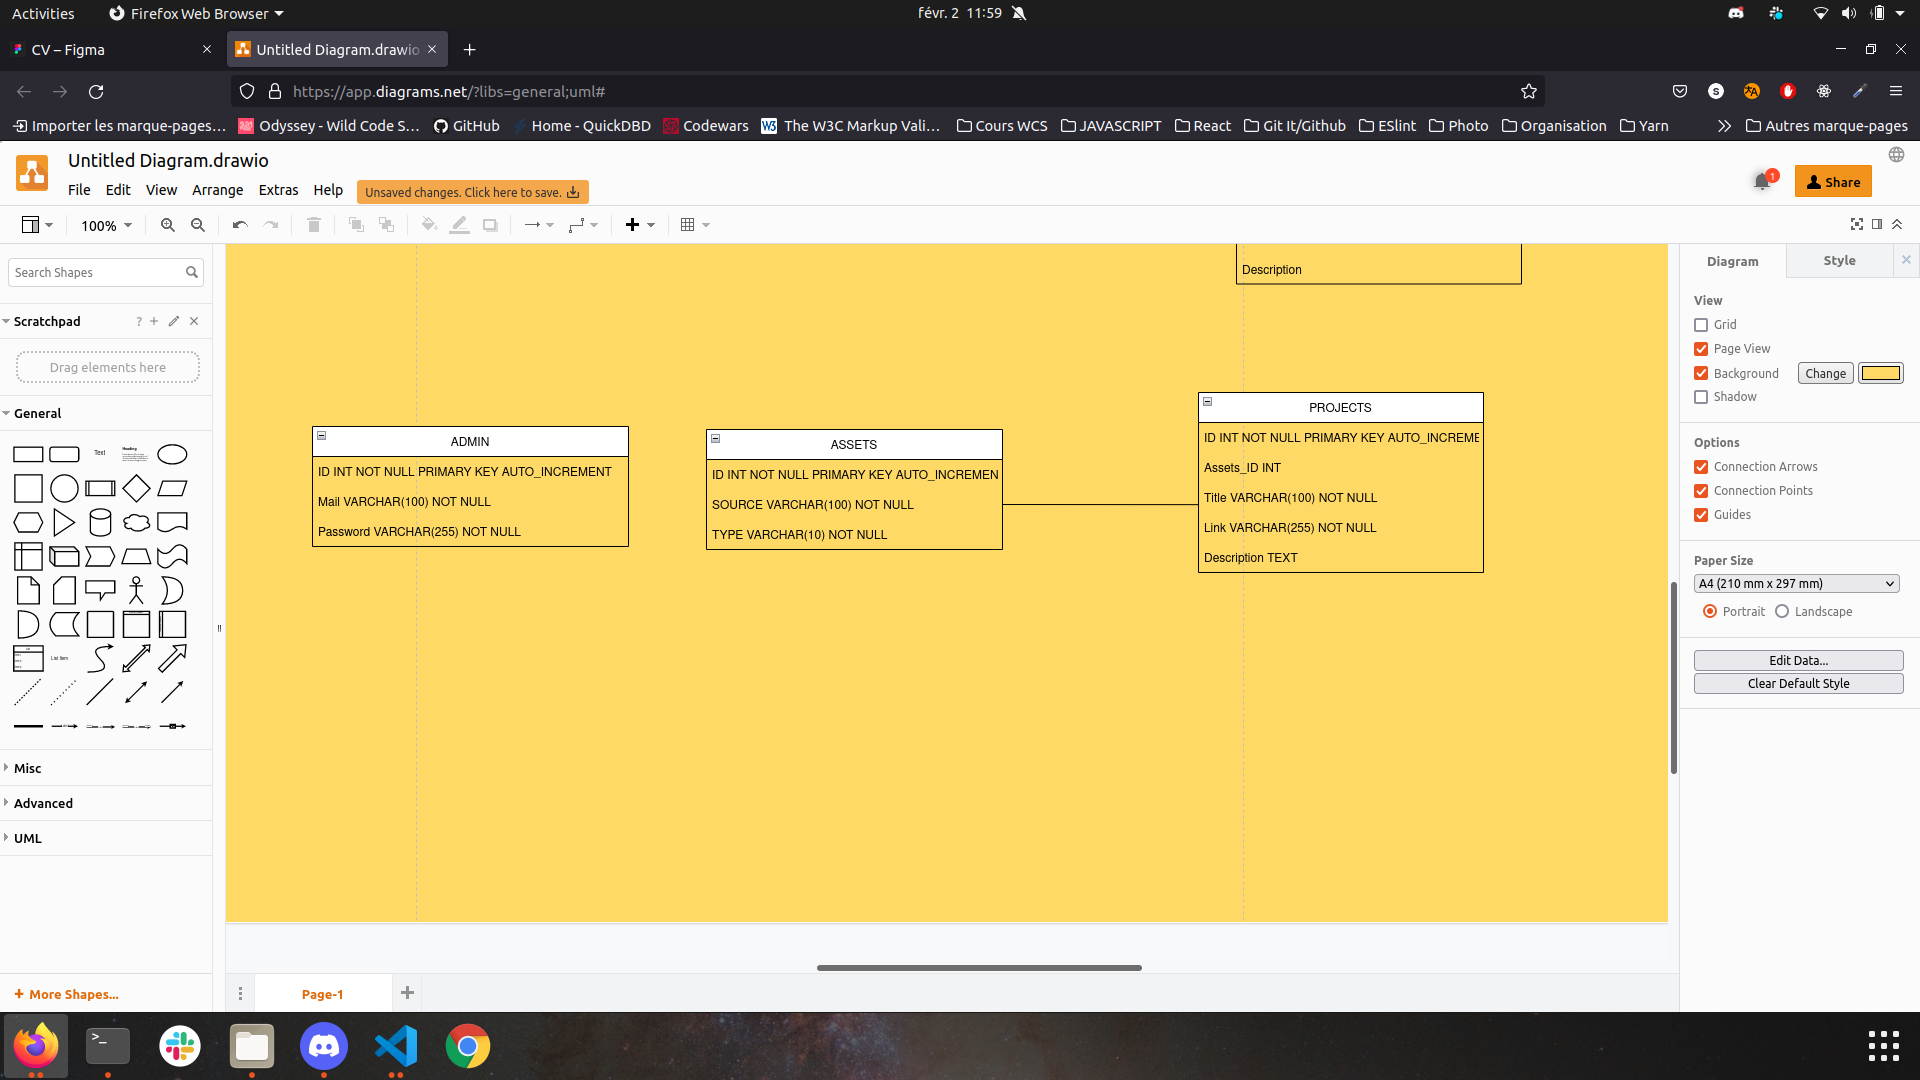 Activities
Firefox Web Browser
févr. 2 11:59
CV – Figma
Untitled Diagram.drawio
https://app.diagrams.net/?libs=general;uml#
Importer les marque-pages…
Odyssey - Wild Code S…
GitHub
Home - QuickDBD
Codewars
The W3C Markup Vali…
Cours WCS
JAVASCRIPT
React
Git It/Github
ESlint
Photo
Organisation
Yarn
Autres marque-pages
Untitled Diagram.drawio
File Edit View Arrange Extras Help
Unsaved changes. Click here to save.
1
Share
100%
Search Shapes
Scratchpad
?
Drag elements here
General
Text
Heading
List Item
Misc
Advanced
UML
+ More Shapes...
Description
ADMIN
ID INT NOT NULL PRIMARY KEY AUTO_INCREMENT
Mail VARCHAR(100) NOT NULL
Password VARCHAR(255) NOT NULL
ASSETS
ID INT NOT NULL PRIMARY KEY AUTO_INCREMEN
SOURCE VARCHAR(100) NOT NULL
TYPE VARCHAR(10) NOT NULL
PROJECTS
ID INT NOT NULL PRIMARY KEY AUTO_INCREME
Assets_ID INT
Title VARCHAR(100) NOT NULL
Link VARCHAR(255) NOT NULL
Description TEXT
Page-1
Diagram
Style
View
Grid
Page View
Background
Change
Shadow
Options
Connection Arrows
Connection Points
Guides
Paper Size
A4 (210 mm x 297 mm)
Portrait
Landscape
Edit Data...
Clear Default Style